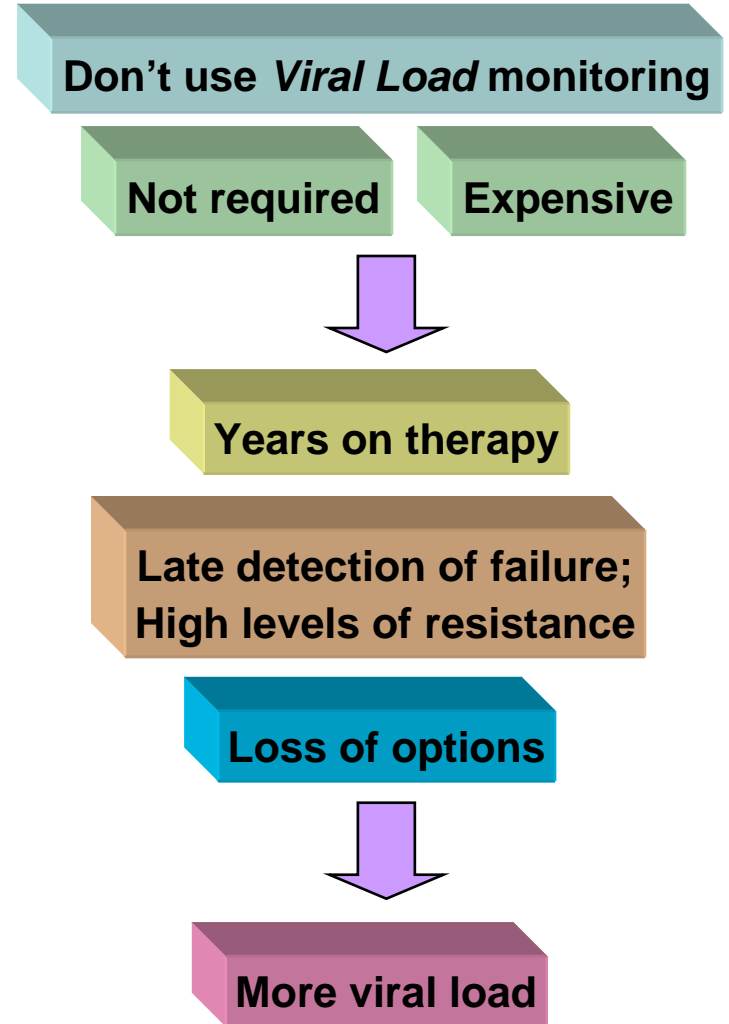 Don’t use Viral Load monitoring
Not required
Expensive
Years on therapy
Late detection of failure;
High levels of resistance
Loss of options
More viral load